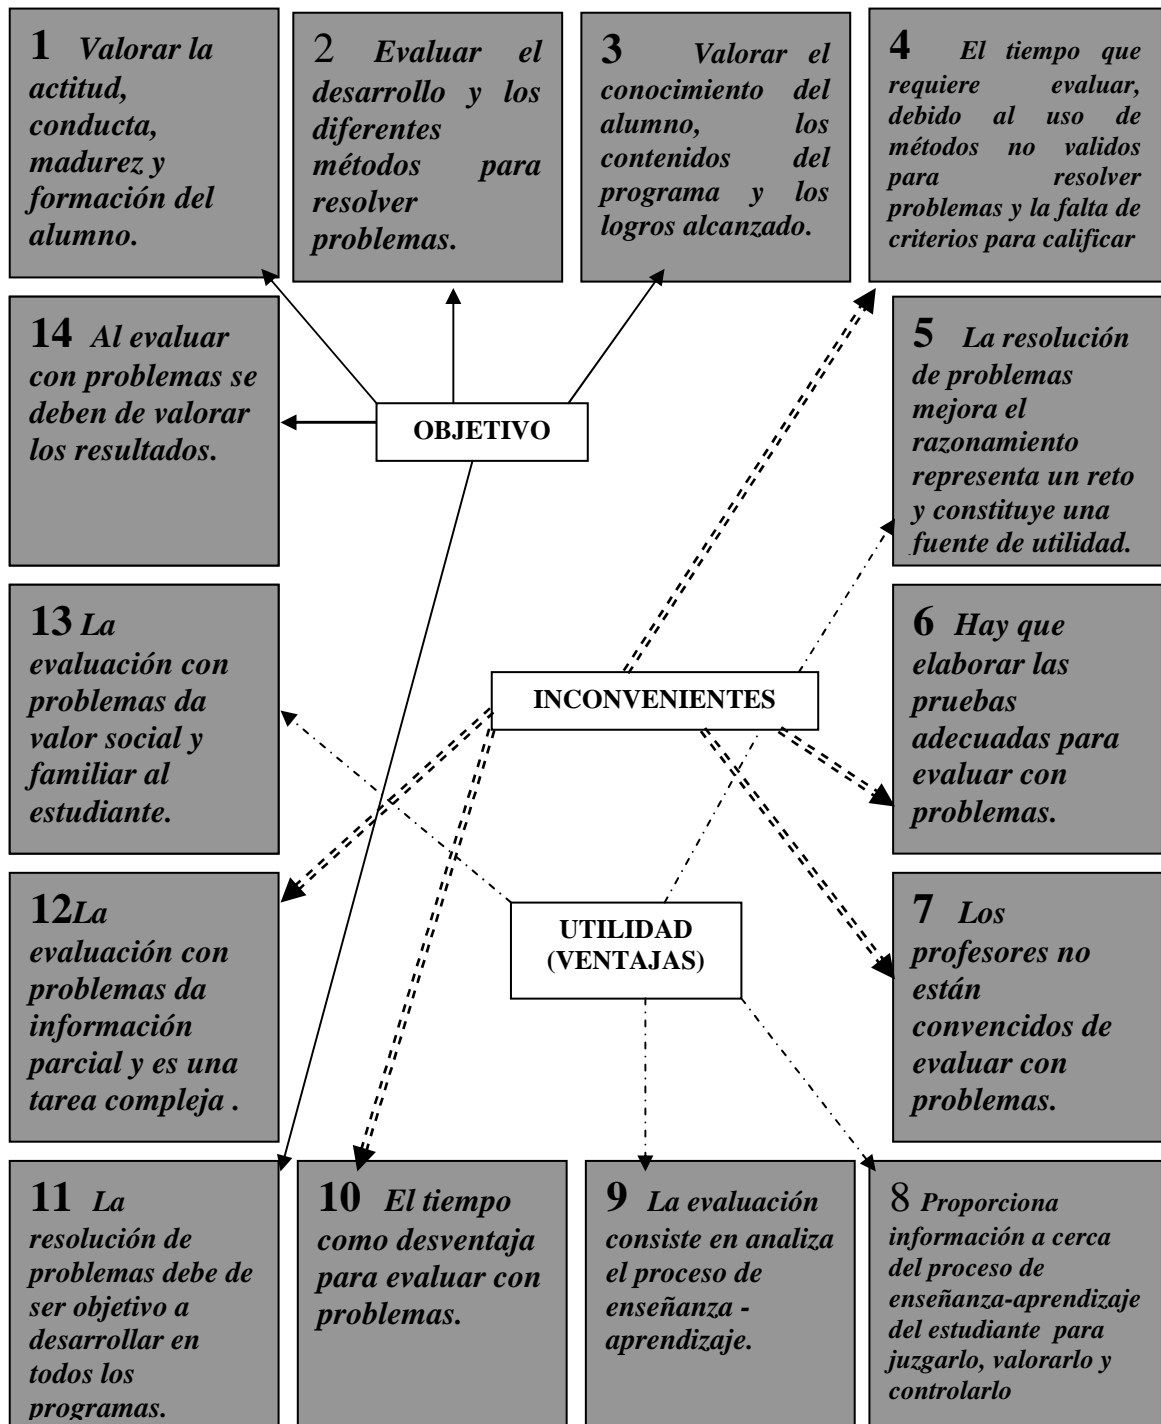 1 Valorar la
actitud,
conducta,
madurez y
formación del
alumno.
2 Evaluar el
desarrollo y los
diferentes
métodos para
resolver
problemas.
3 Valorar el
conocimiento del
alumno, los
contenidos del
programa y los
logros alcanzado.
4 El tiempo que
requiere evaluar,
debido al uso de
métodos no validos
para resolver
problemas y la falta de
criterios para calificar
14 Al evaluar
con problemas se
deben de valorar
los resultados.
OBJETIVO
5 La resolución
de problemas
mejora el
razonamiento
representa un reto
y constituye una
fuente de utilidad.
13 La
evaluación con
problemas da
valor social y
familiar al
estudiante.
INCONVENIENTES
6 Hay que
elaborar las
pruebas
adecuadas para
evaluar con
problemas.
12La
evaluación con
problemas da
información
parcial y es una
tarea compleja .
UTILIDAD
(VENTAJAS)
7 Los
profesores no
están
convencidos de
evaluar con
problemas.
11 La
resolución de
problemas debe de
ser objetivo a
desarrollar en
todos los
programas.
10 El tiempo
como desventaja
para evaluar con
problemas.
9 La evaluación
consiste en analiza
el proceso de
enseñanza -
aprendizaje.
8 Proporciona
información a cerca
del proceso de
enseñanza-aprendizaje
del estudiante para
juzgarlo, valorarlo y
controlarlo